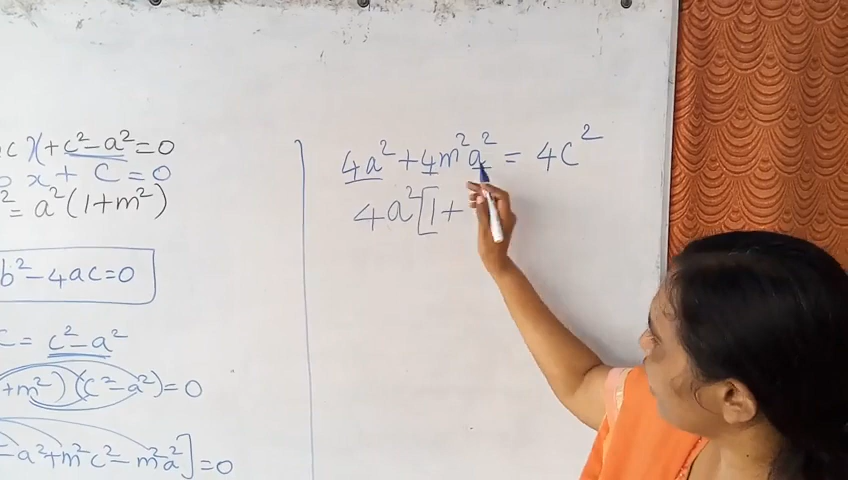 c x + c² - a² = 0
x + C = 0
² = a²(1+m²)
b² - 4ac = 0
C = c² - a²
+m²)(c² - a²) = 0
- a² + m²c² - m²a²] = 0
4a² + 4m²a² = 4c²
4a²[1+